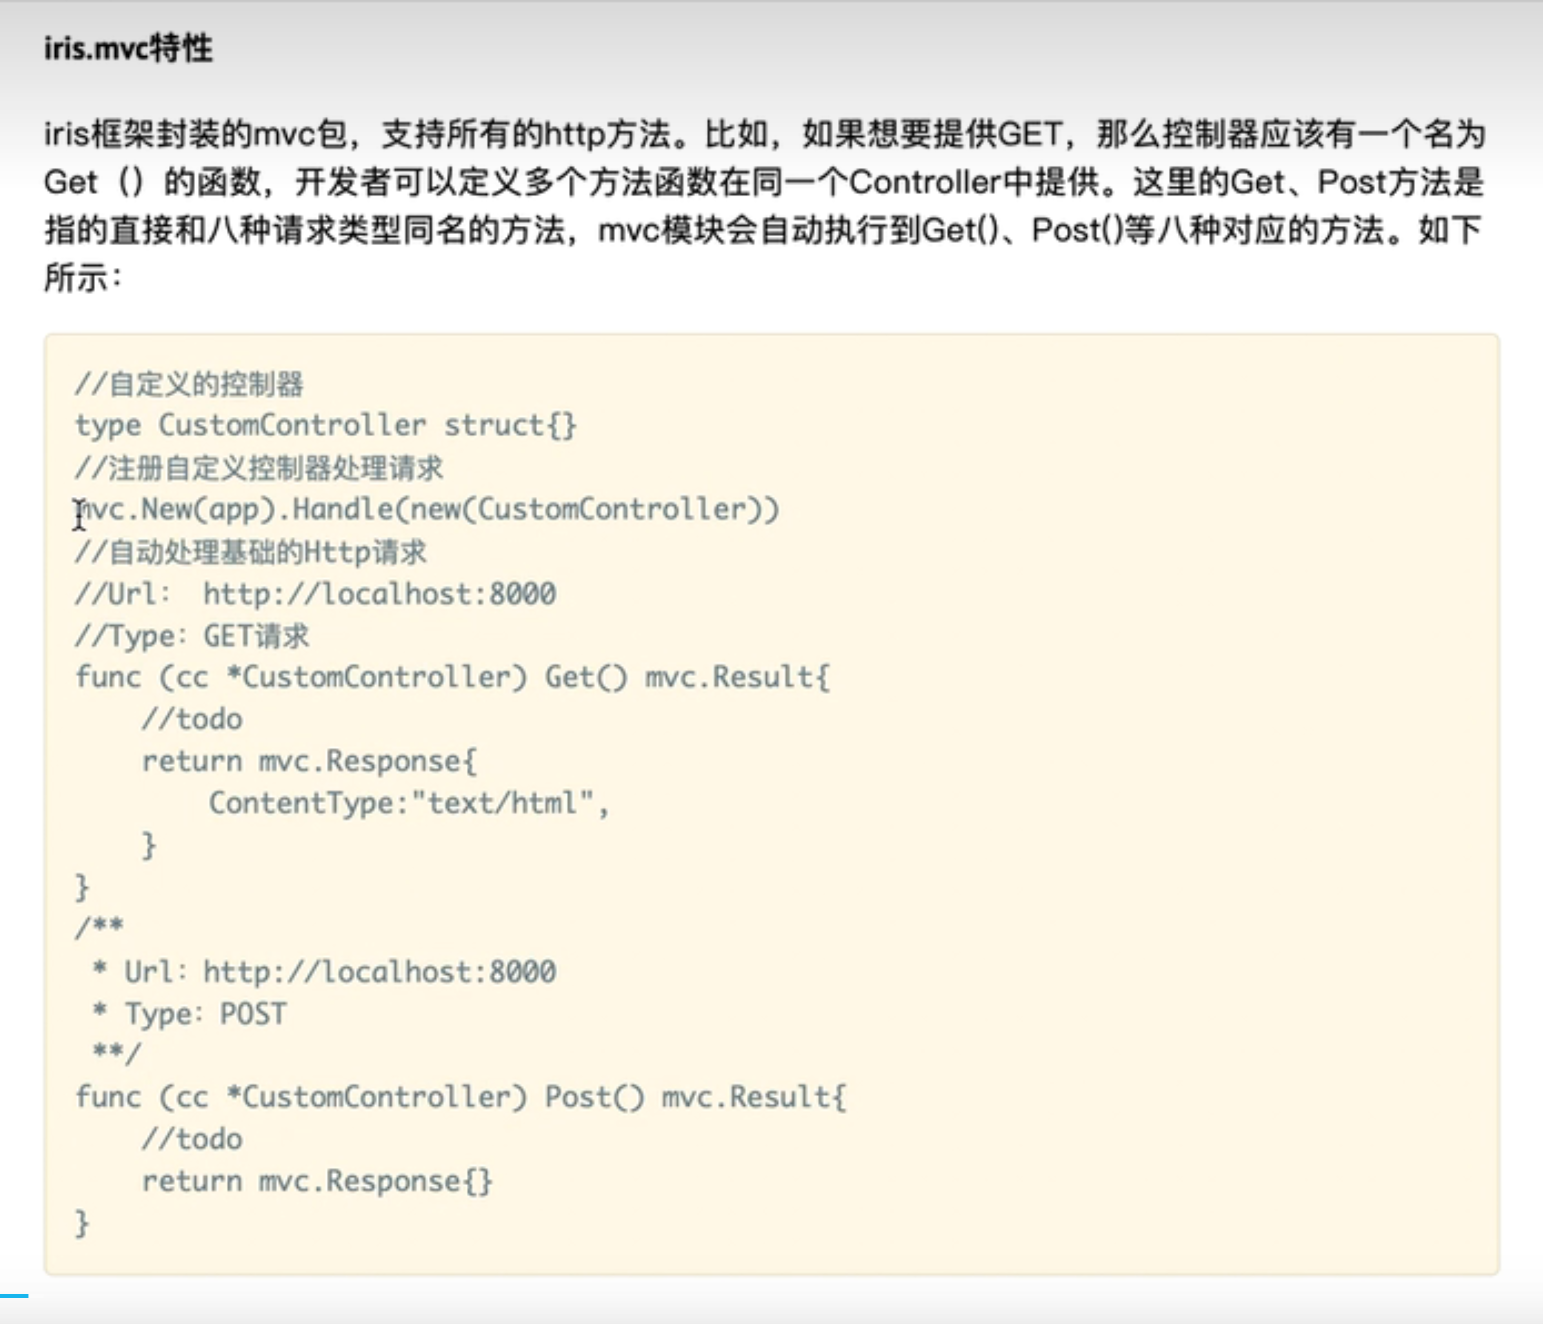 iris.mvc特性
iris框架封装的mvc包，支持所有的http方法。比如，如果想要提供GET，那么控制器应该有一个名为
Get（）的函数，开发者可以定义多个方法函数在同一个Controller中提供。这里的Get、Post方法是
指的直接和八种请求类型同名的方法，mvc模块会自动执行到Get()、Post()等八种对应的方法。如下
所示：
//自定义的控制器
type CustomController struct{}
//注册自定义控制器处理请求
mvc.New(app).Handle(new(CustomController))
//自动处理基础的Http请求
//Url： http://localhost:8000
//Type：GET请求
func (cc *CustomController) Get() mvc.Result{
    //todo
    return mvc.Response{
        ContentType:"text/html",
    }
}
/**
 * Url：http://localhost:8000
 * Type：POST
 **/
func (cc *CustomController) Post() mvc.Result{
    //todo
    return mvc.Response{}
}